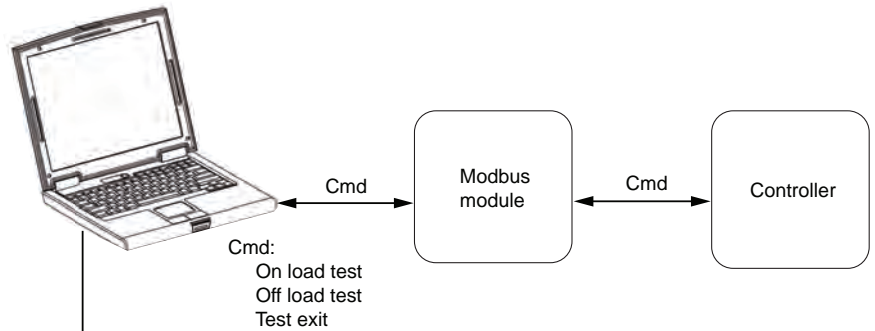 Cmd
Modbus
module
Cmd
Controller
Cmd:
On load test
Off load test
Test exit